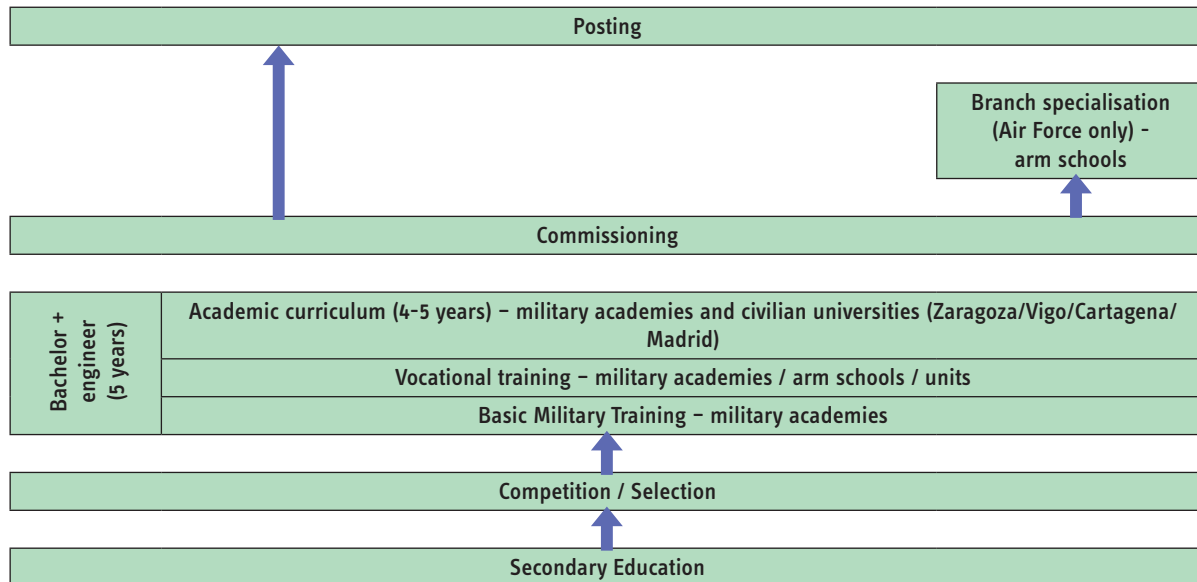 Posting
Branch specialisation
(Air Force only) -
arm schools
Commissioning
Bachelor +
engineer
(5 years)
Academic curriculum (4-5 years) – military academies and civilian universities (Zaragoza/Vigo/Cartagena/
Madrid)
Vocational training – military academies / arm schools / units
Basic Military Training – military academies
Competition / Selection
Secondary Education